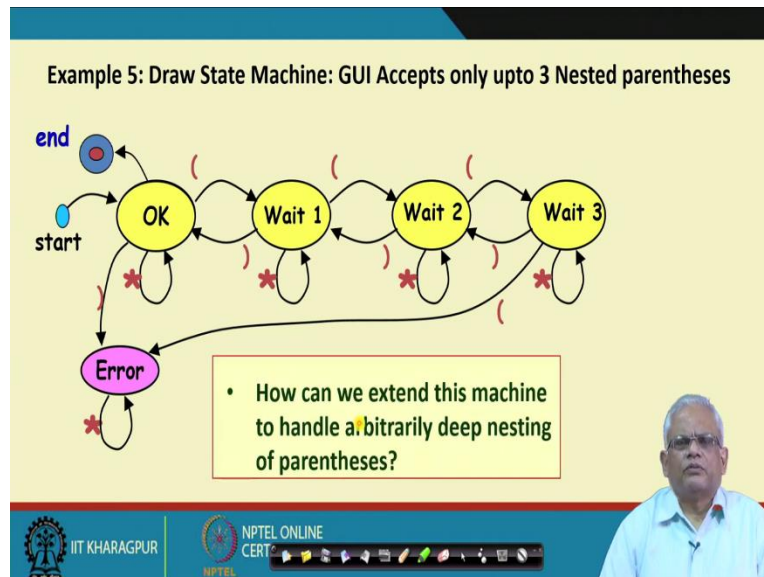 Example 5: Draw State Machine: GUI Accepts only upto 3 Nested parentheses
end
( ( (
OK Wait 1 Wait 2 Wait 3
start
) ) )
) * * * * (
Error
*
• How can we extend this machine
to handle arbitrarily deep nesting
of parentheses?
IIT KHARAGPUR
NPTEL ONLINE
CERT
NPTEL